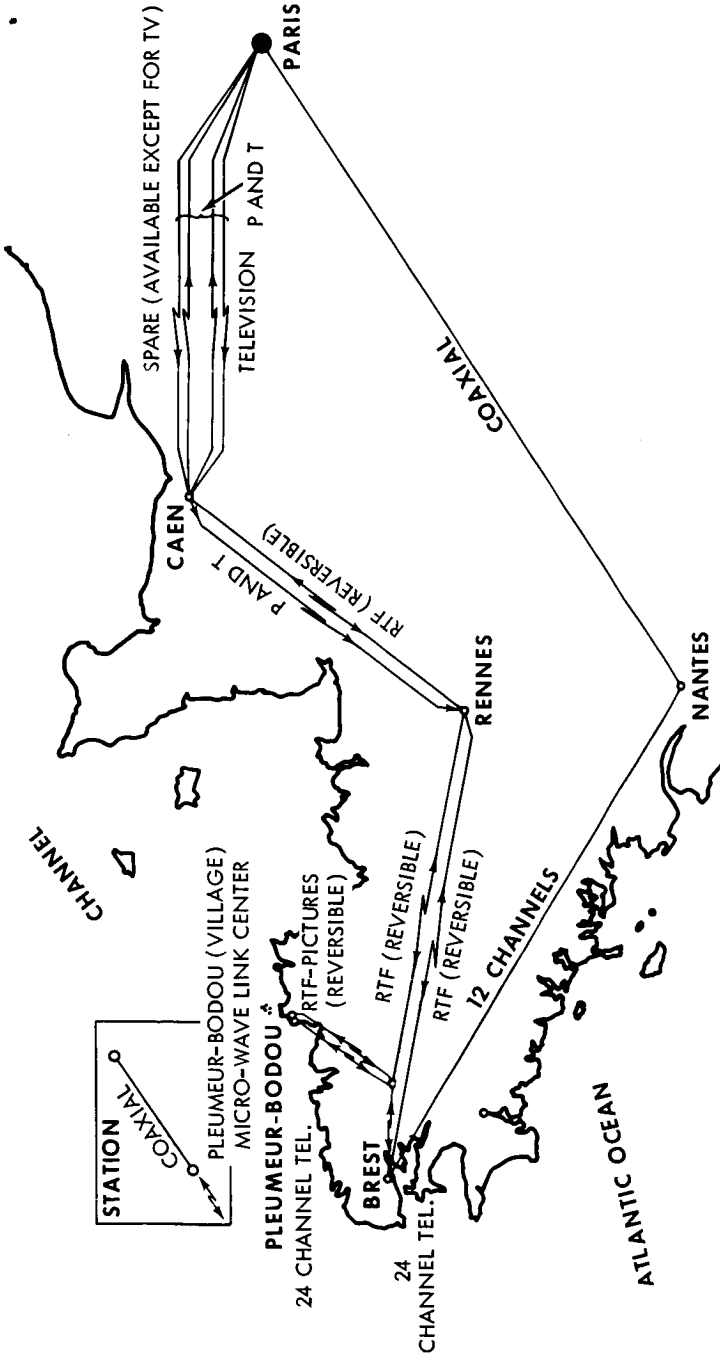 STATION
COAXIAL
PLEUMEUR-BODOU (VILLAGE)
MICRO-WAVE LINK CENTER
CHANNEL
PLEUMEUR-BODOU
24 CHANNEL TEL.
RTF-PICTURES
(REVERSIBLE)
BREST
24
CHANNEL TEL.
RTF (REVERSIBLE)
RTF (REVERSIBLE)
12 CHANNELS
ATLANTIC OCEAN
RENNES
NANTES
CAEN
P AND T
RTF (REVERSIBLE)
SPARE (AVAILABLE EXCEPT FOR TV)
TELEVISION
P AND T
PARIS
COAXIAL